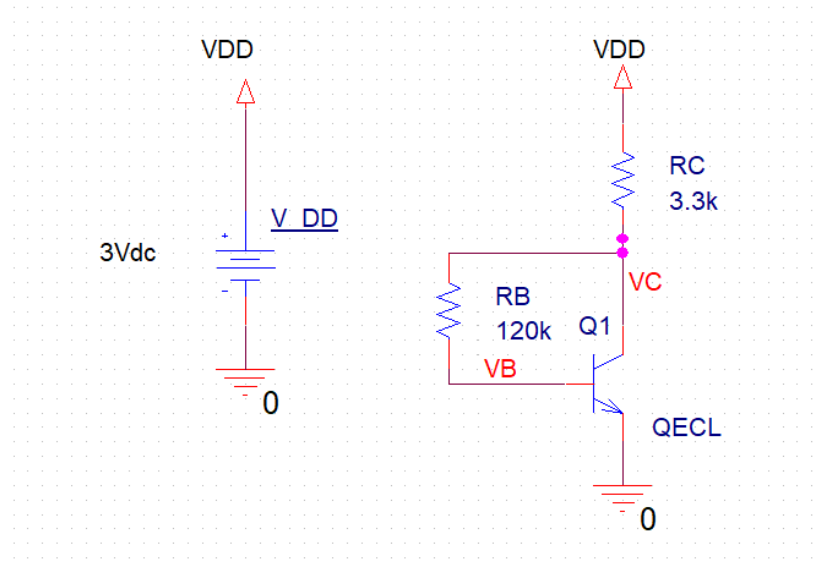 VDD
VDD
RC
3.3k
V_DD
+
3Vdc
-
VC
RB
120k
Q1
VB
QECL
0
0